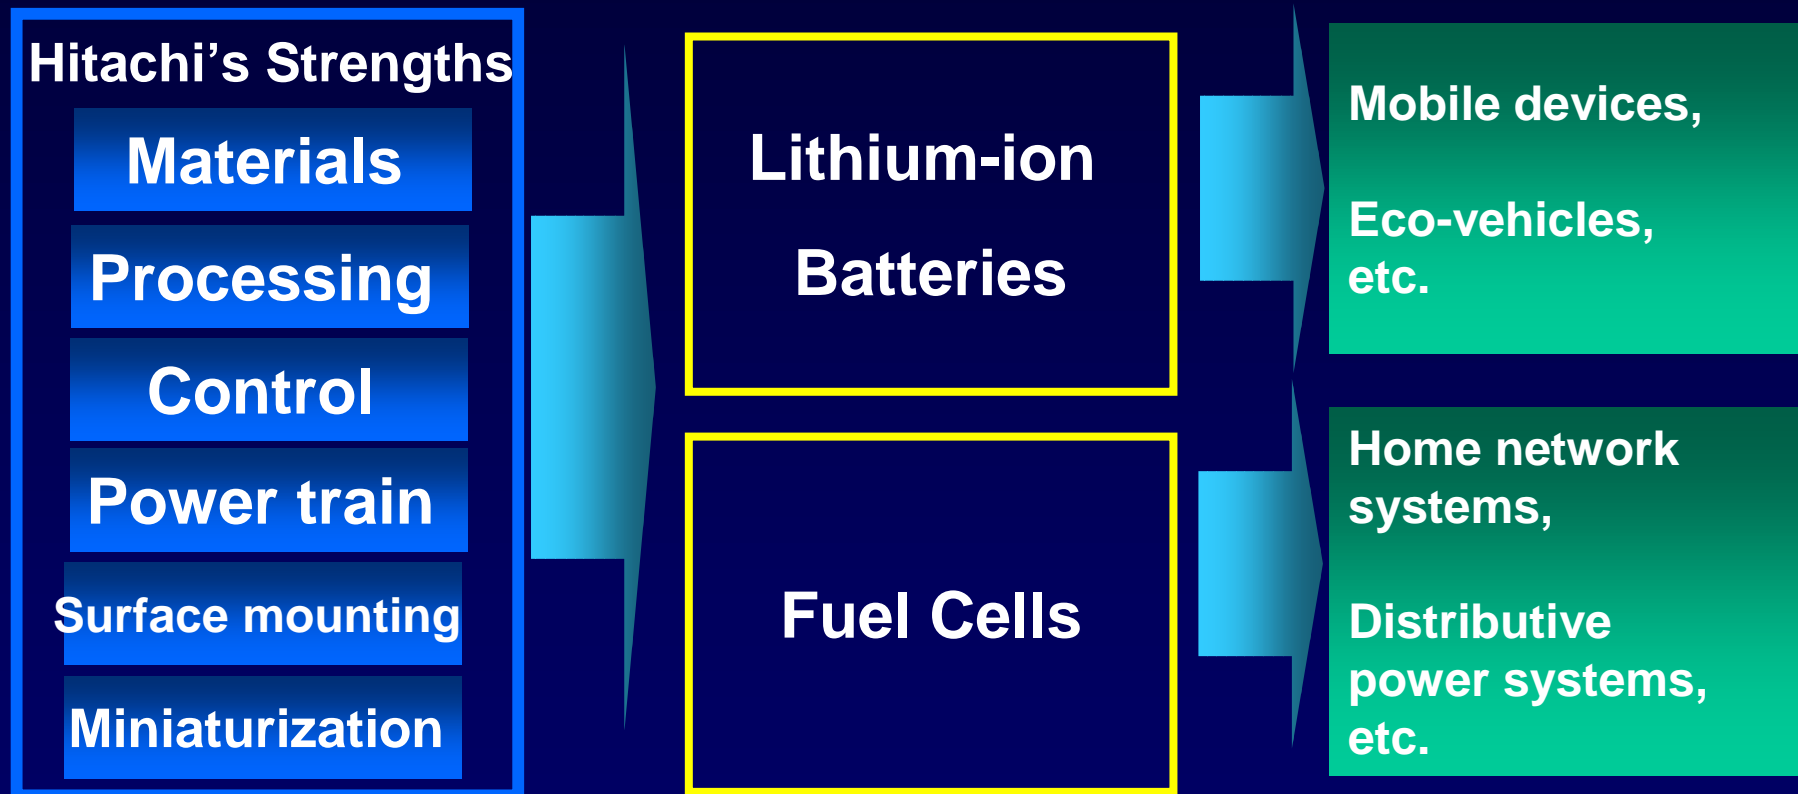 Hitachi’s Strengths
Materials
Processing
Control
Power train
Surface mounting
Miniaturization
Lithium-ion
Batteries
Fuel Cells
Mobile devices,
Eco-vehicles,
etc.
Home network
systems,
Distributive
power systems,
etc.